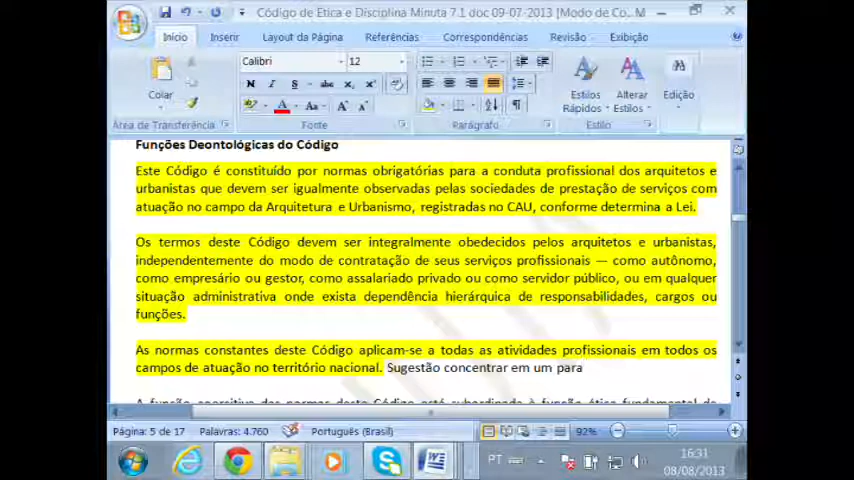 Código de Ética e Disciplina Minuta 7.1 doc 09-07-2013 [Modo de Co... M
Início
Inserir
Layout da Página
Referências
Correspondências
Revisão
Exibição
Calibri
12
Colar
N I S abc x₂ x²
A Aa A A
Estilos Rápidos
Alterar Estilos
Edição
Área de Transferência
Fonte
Parágrafo
Estilo
Funções Deontológicas do Código
Este Código é constituído por normas obrigatórias para a conduta profissional dos arquitetos e
urbanistas que devem ser igualmente observadas pelas sociedades de prestação de serviços com
atuação no campo da Arquitetura e Urbanismo, registradas no CAU, conforme determina a Lei.
Os termos deste Código devem ser integralmente obedecidos pelos arquitetos e urbanistas,
independentemente do modo de contratação de seus serviços profissionais — como autônomo,
como empresário ou gestor, como assalariado privado ou como servidor público, ou em qualquer
situação administrativa onde exista dependência hierárquica de responsabilidades, cargos ou
funções.
As normas constantes deste Código aplicam-se a todas as atividades profissionais em todos os
campos de atuação no território nacional. Sugestão concentrar em um para
Página: 5 de 17
Palavras: 4.760
Português (Brasil)
92%
PT
16:31
08/08/2013